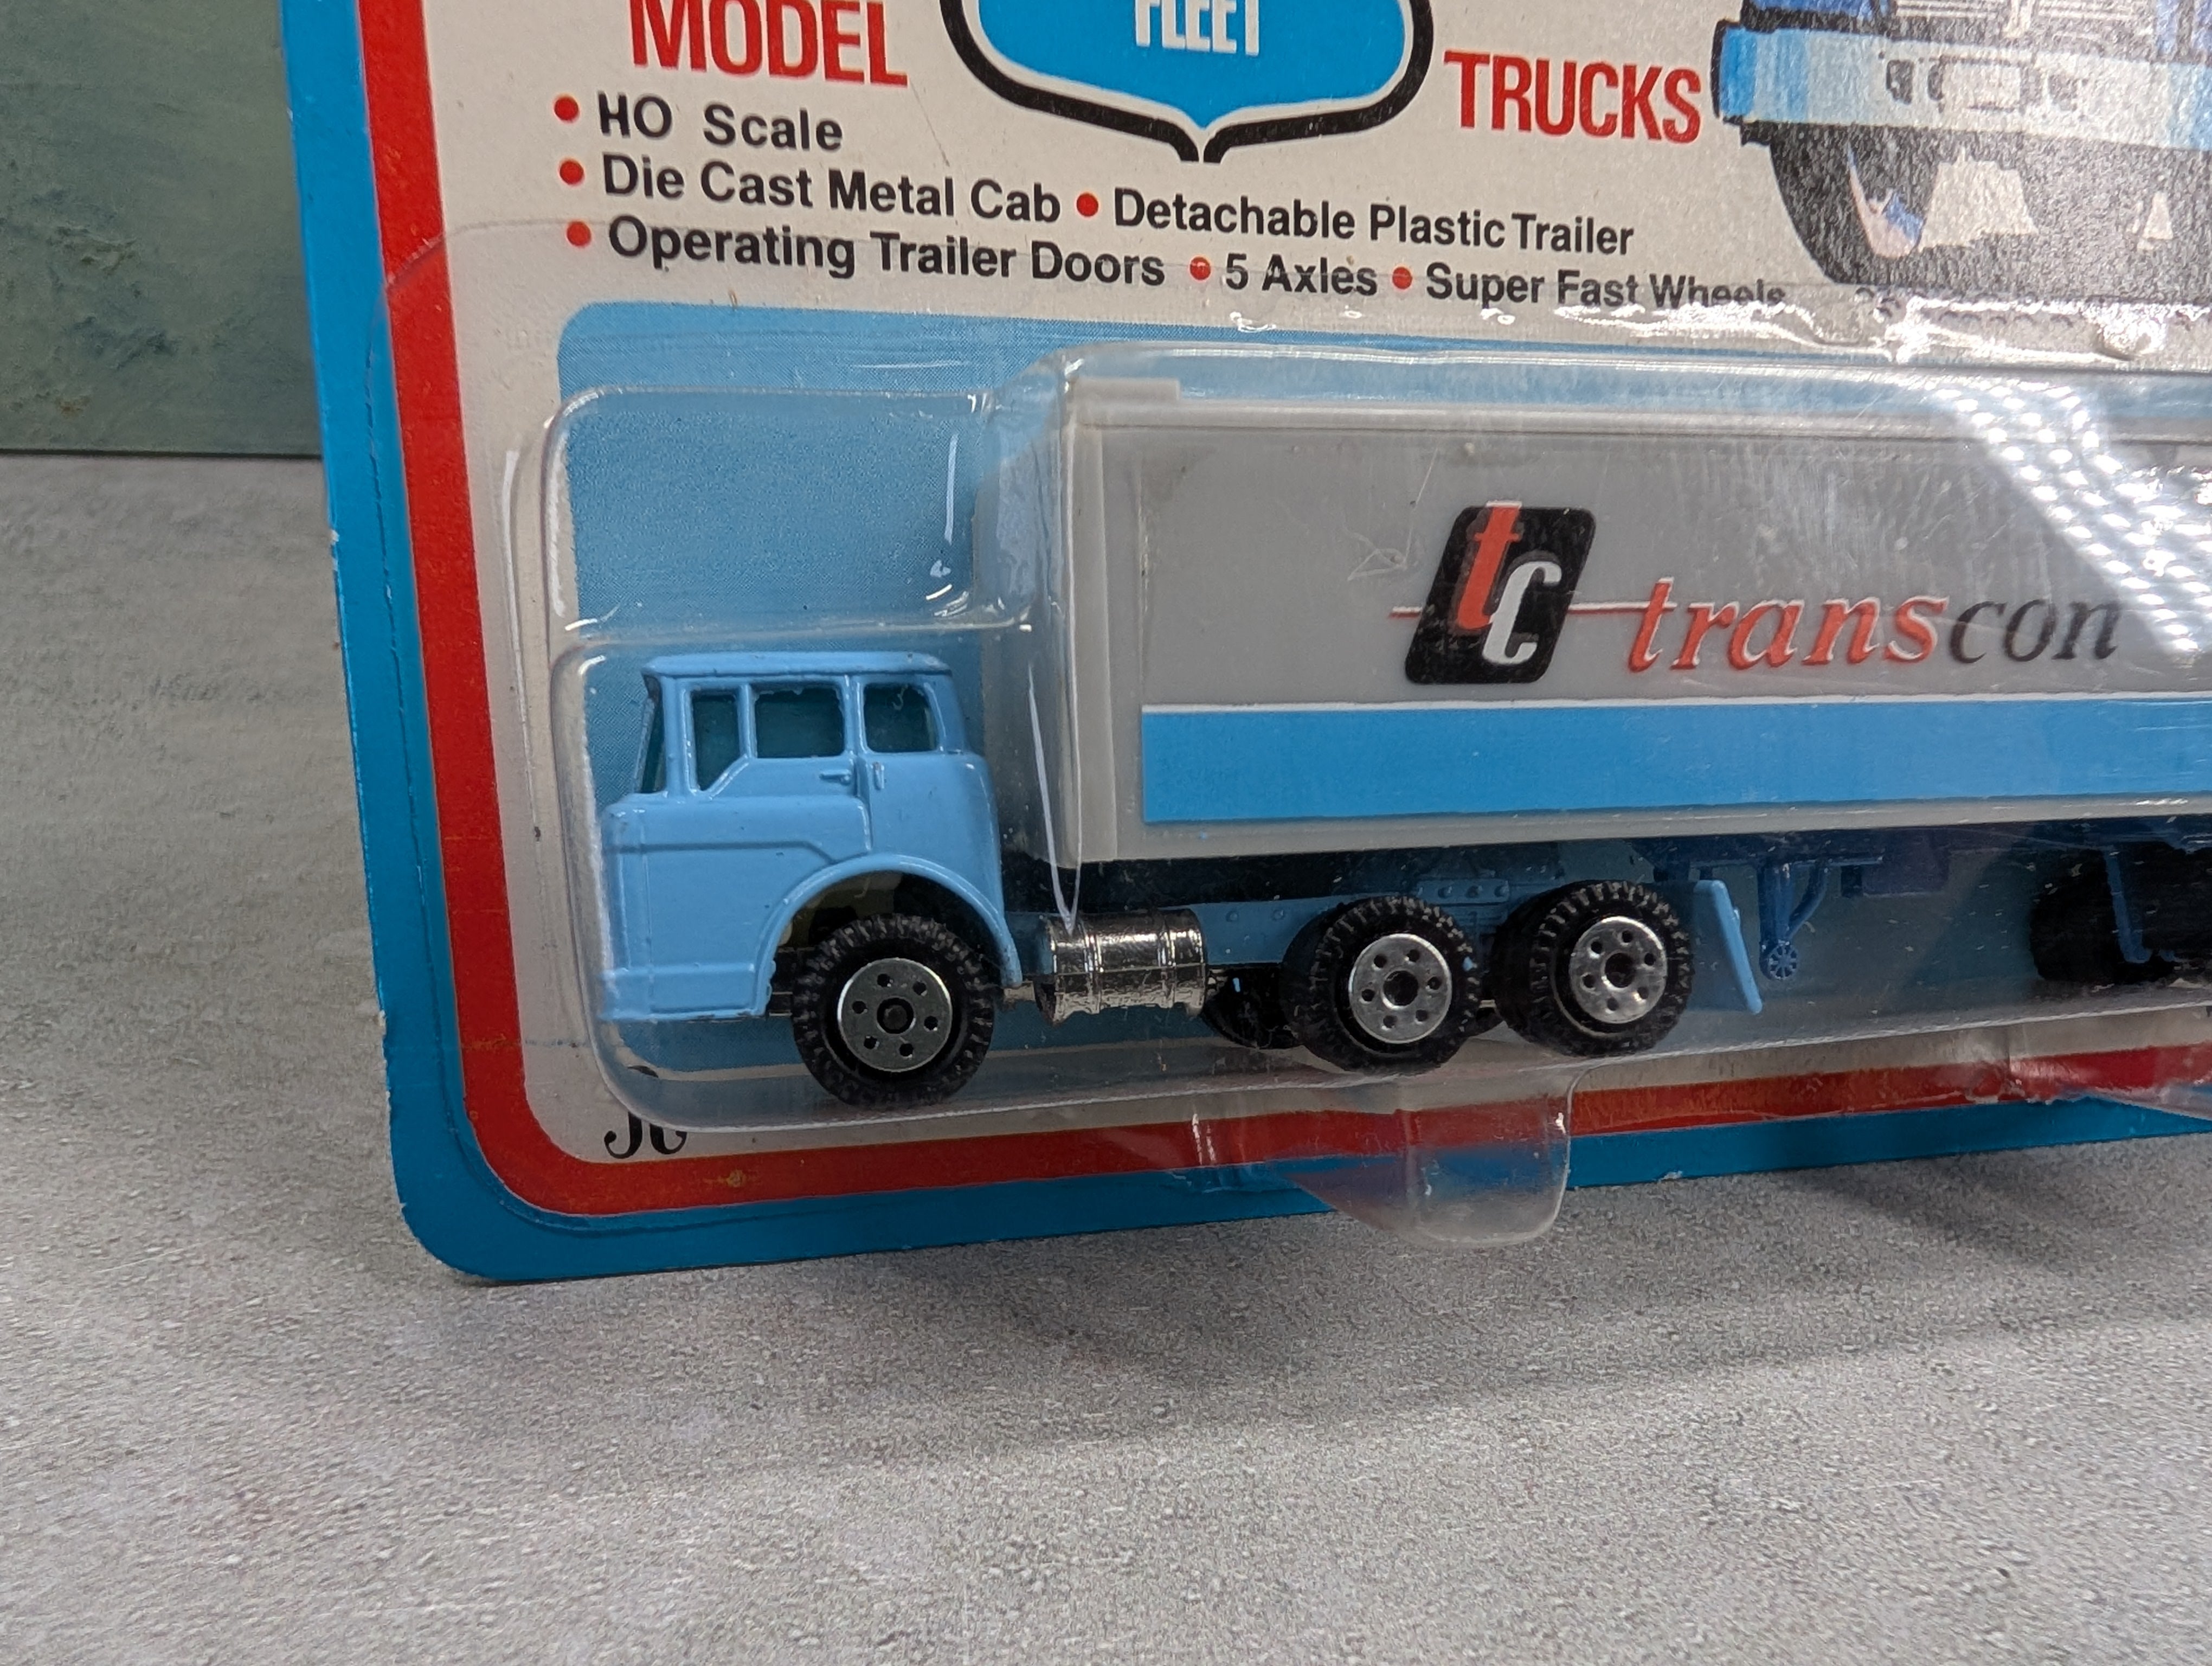 MODEL FLEET TRUCKS
• HO Scale
• Die Cast Metal Cab • Detachable Plastic Trailer
• Operating Trailer Doors • 5 Axles • Super Fast Wheels
tc transcon